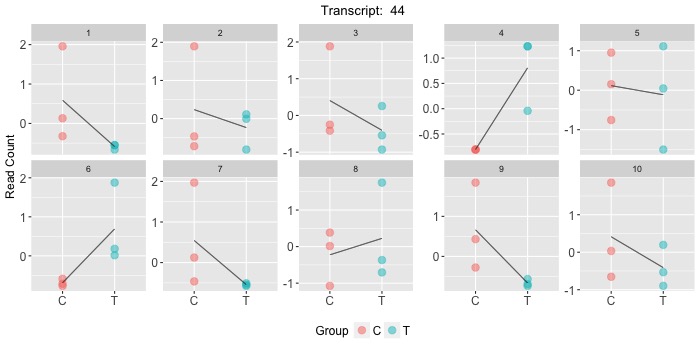 Transcript: 44
1 2 3 4 5
2 1 0
2 1 0
2 1 0 -1
1.0 0.5 0.0 -0.5
1 0 -1
6 7 8 9 10
2 1 0
2 1 0
1 0 -1
1 0
1 0 -1
C T C T C T C T C T
Read Count
Group C T